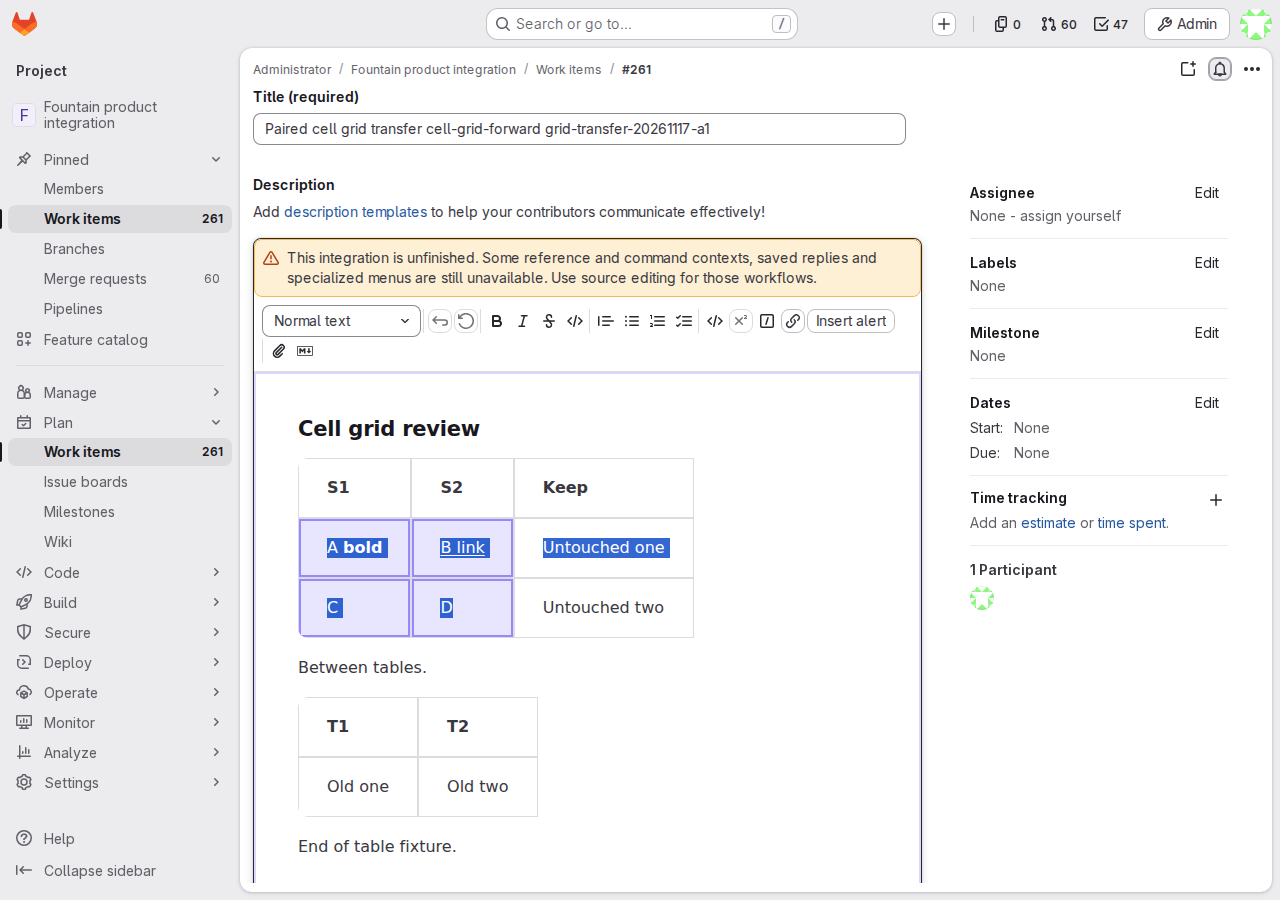 Search or go to...
/
0
60
47
Admin
Project
F
Fountain product integration
Pinned
Members
Work items 261
Branches
Merge requests 60
Pipelines
Feature catalog
Manage
Plan
Work items 261
Issue boards
Milestones
Wiki
Code
Build
Secure
Deploy
Operate
Monitor
Analyze
Settings
Help
Collapse sidebar
Administrator / Fountain product integration / Work items / #261
Title (required)
Paired cell grid transfer cell-grid-forward grid-transfer-20261117-a1
Description
Add description templates to help your contributors communicate effectively!
This integration is unfinished. Some reference and command contexts, saved replies and
specialized menus are still unavailable. Use source editing for those workflows.
Normal text
Insert alert
Cell grid review
S1 S2 Keep
A bold B link Untouched one
C D Untouched two
Between tables.
T1 T2
Old one Old two
End of table fixture.
Assignee Edit
None - assign yourself
Labels Edit
None
Milestone Edit
None
Dates Edit
Start: None
Due: None
Time tracking
Add an estimate or time spent.
1 Participant